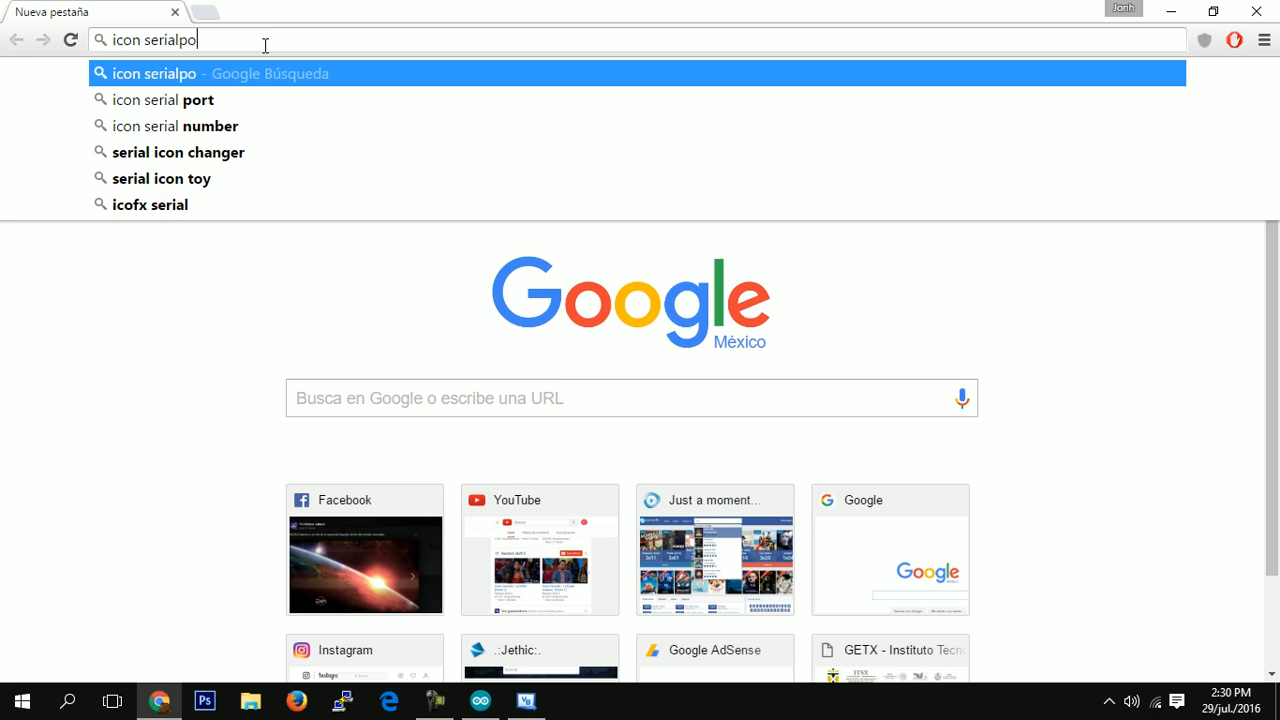 Nueva pestaña
Jonh
icon serialpo
icon serialpo - Google Búsqueda
icon serial port
icon serial number
serial icon changer
serial icon toy
icofx serial
Google
México
Busca en Google o escribe una URL
Facebook
YouTube
Just a moment...
Google
Google
Instagram
.:Jethic:.
Google AdSense
GETX - Instituto Tecn
Ps
VB
2:30 PM
29/jul./2016